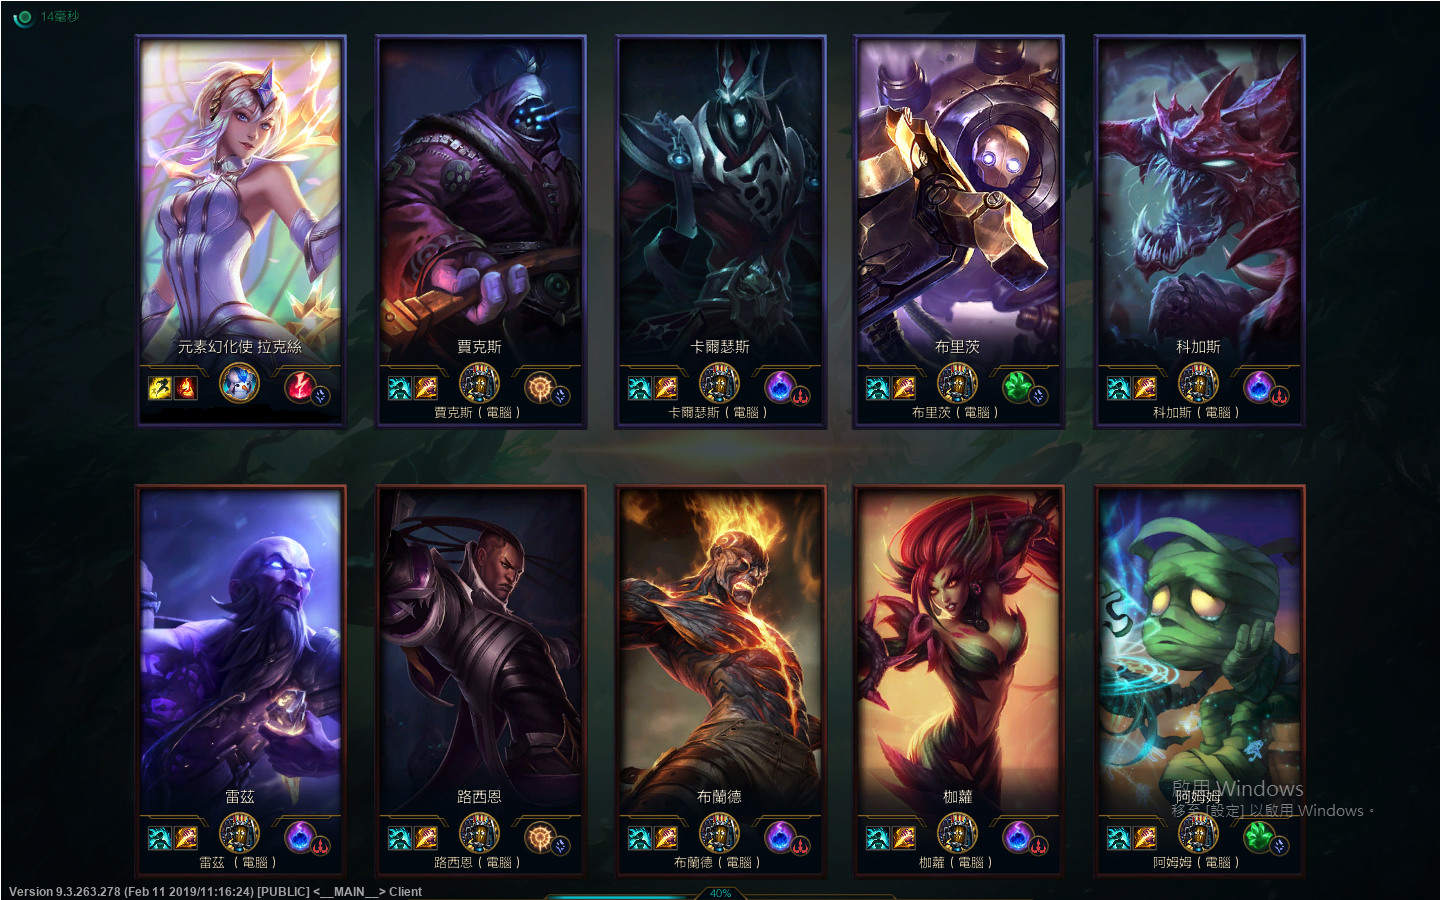 14毫秒
元素幻化使 拉克絲
賈克斯
卡爾瑟斯
布里茨
科加斯
賈克斯（電腦）
卡爾瑟斯（電腦）
布里茨（電腦）
科加斯（電腦）
雷茲
路西恩
布蘭德
枷蘿
阿姆姆
啟用 Windows
移至 [設定] 以啟用 Windows。
雷茲 （電腦）
路西恩（電腦）
布蘭德（電腦）
枷蘿（電腦）
阿姆姆（電腦）
Version 9.3.263.278 (Feb 11 2019/11:16:24) [PUBLIC] <__MAIN__> Client
40%